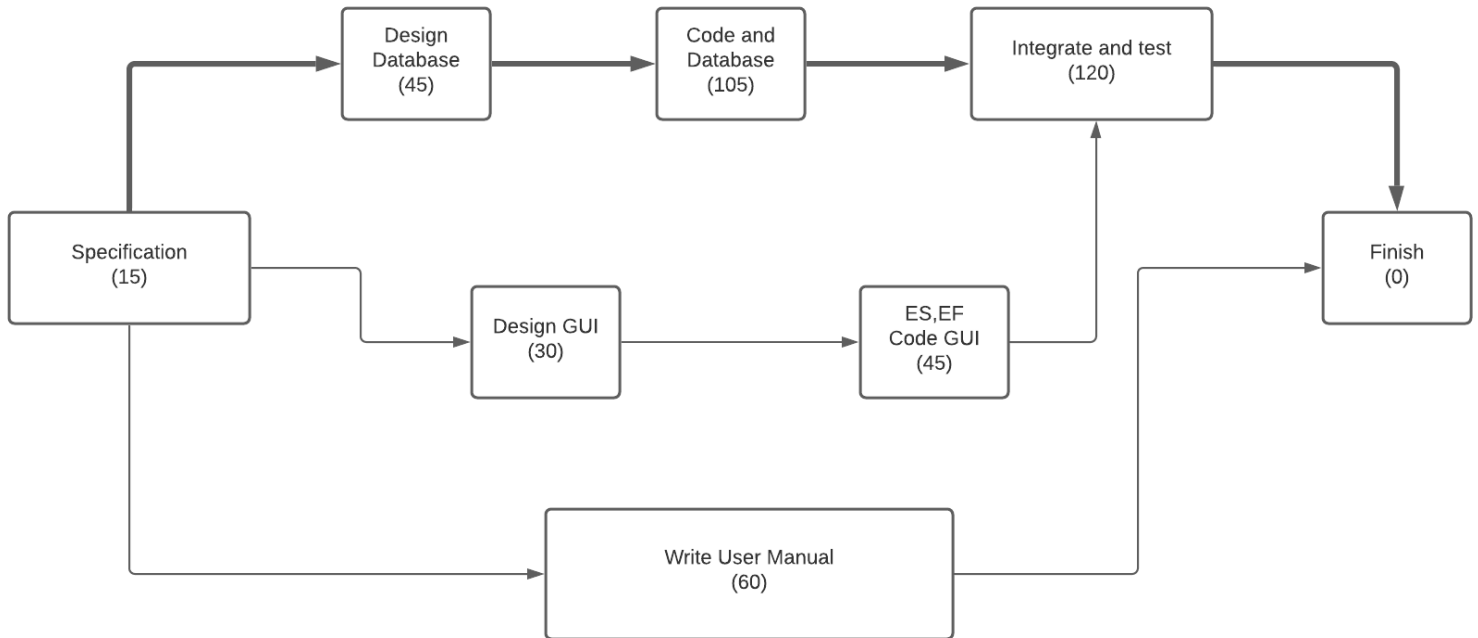 Design
Database
(45)
Code and
Database
(105)
Integrate and test
(120)
Specification
(15)
Finish
(0)
Design GUI
(30)
ES,EF
Code GUI
(45)
Write User Manual
(60)